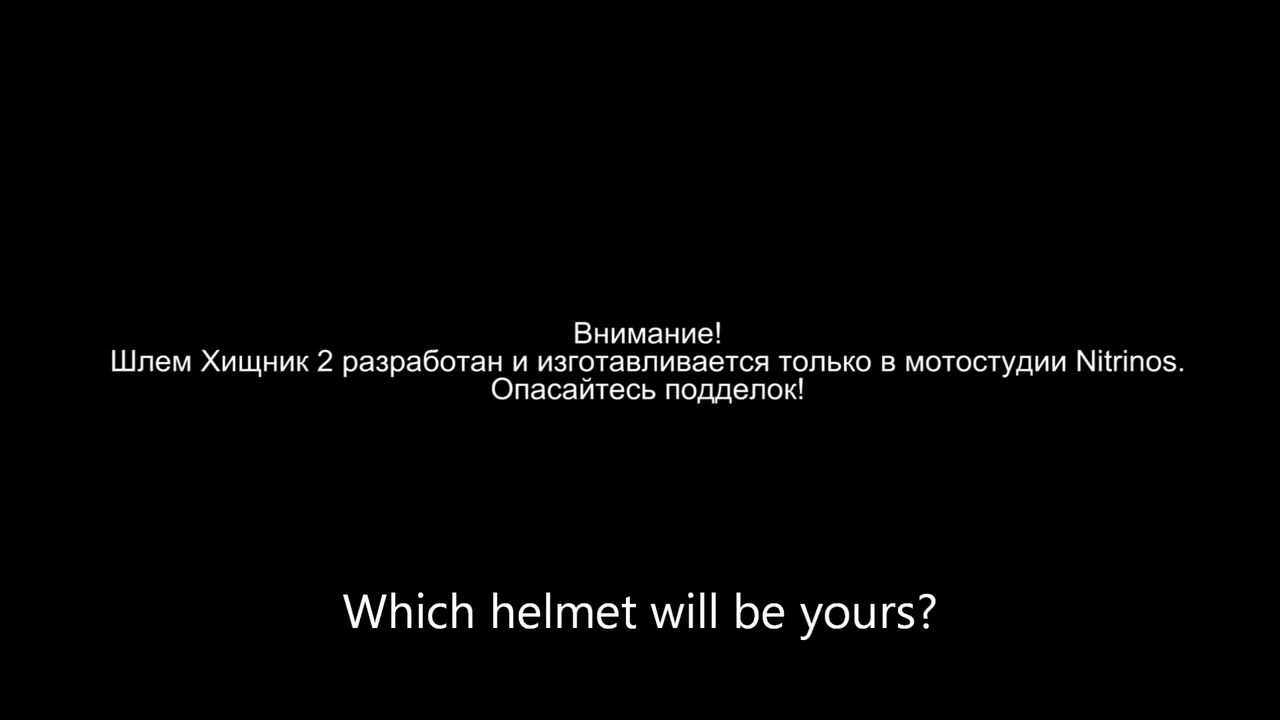 Внимание!
Шлем Хищник 2 разработан и изготавливается только в мотостудии Nitrinos.
Опасайтесь подделок!
Which helmet will be yours?